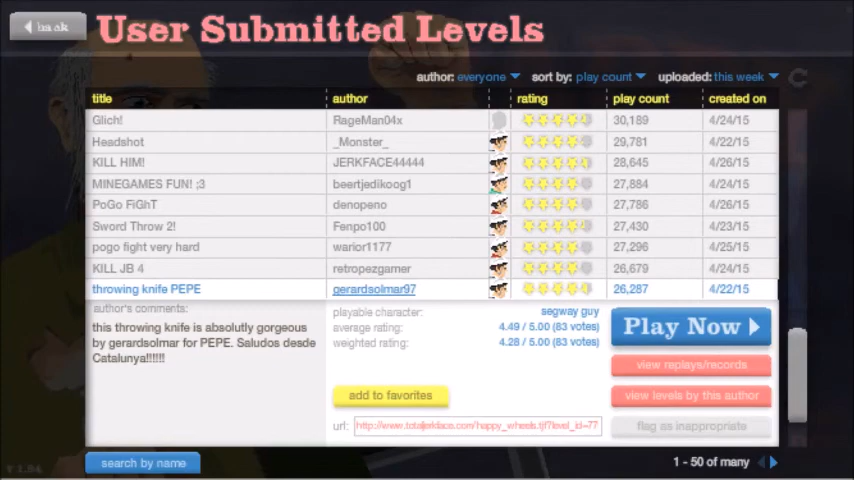 back
User Submitted Levels
author: everyone sort by: play count uploaded: this week
title author rating play count created on
Glich! RageMan04x 30,189 4/24/15
Headshot _Monster_ 29,781 4/22/15
KILL HIM! JERKFACE44444 28,645 4/26/15
MINEGAMES FUN! ;3 beertjedikoog1 27,884 4/24/15
PoGo FiGhT denopeno 27,786 4/26/15
Sword Throw 2! Fenpo100 27,430 4/23/15
pogo fight very hard warior1177 27,296 4/25/15
KILL JB 4 retropezgamer 26,679 4/24/15
throwing knife PEPE gerardsolmar97 26,287 4/22/15
author's comments:
this throwing knife is absolutly gorgeous
by gerardsolmar for PEPE. Saludos desde
Catalunya!!!!!!
playable character: segway guy
average rating: 4.49 / 5.00 (83 votes)
weighted rating: 4.28 / 5.00 (83 votes)
Play Now
view replays/records
add to favorites
view levels by this author
url: http://www.totaljerkface.com/happy_wheels.tjf?level_id=77
flag as inappropriate
v 1.84
search by name
1 - 50 of many